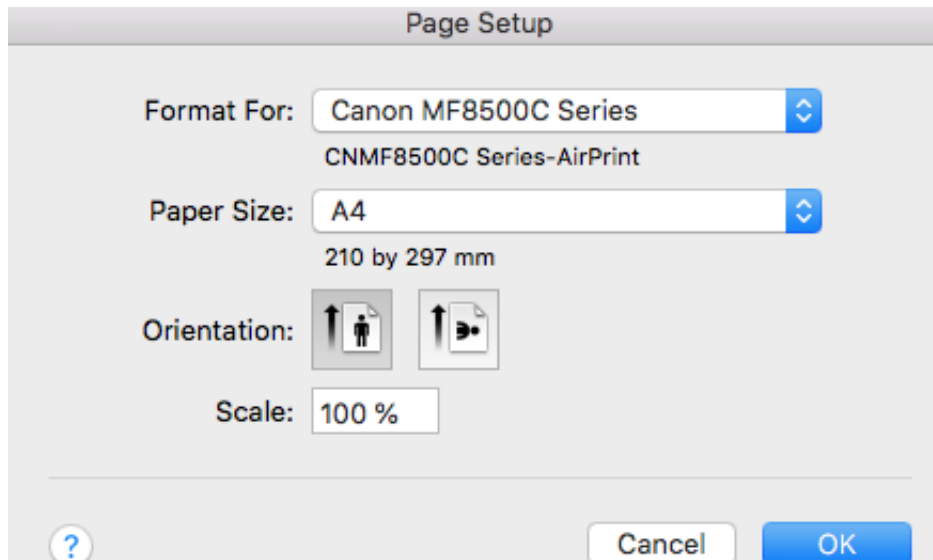 Page Setup
Format For: Canon MF8500C Series
CNMF8500C Series-AirPrint
Paper Size: A4
210 by 297 mm
Orientation:
Scale: 100 %
? Cancel OK